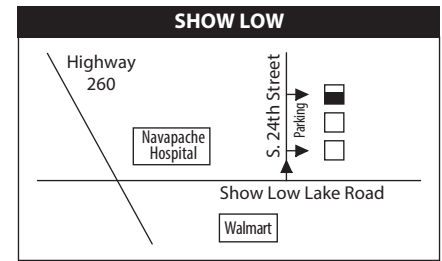 SHOW LOW
Highway
260
S. 24th Street
Parking
Navapache
Hospital
Show Low Lake Road
Walmart